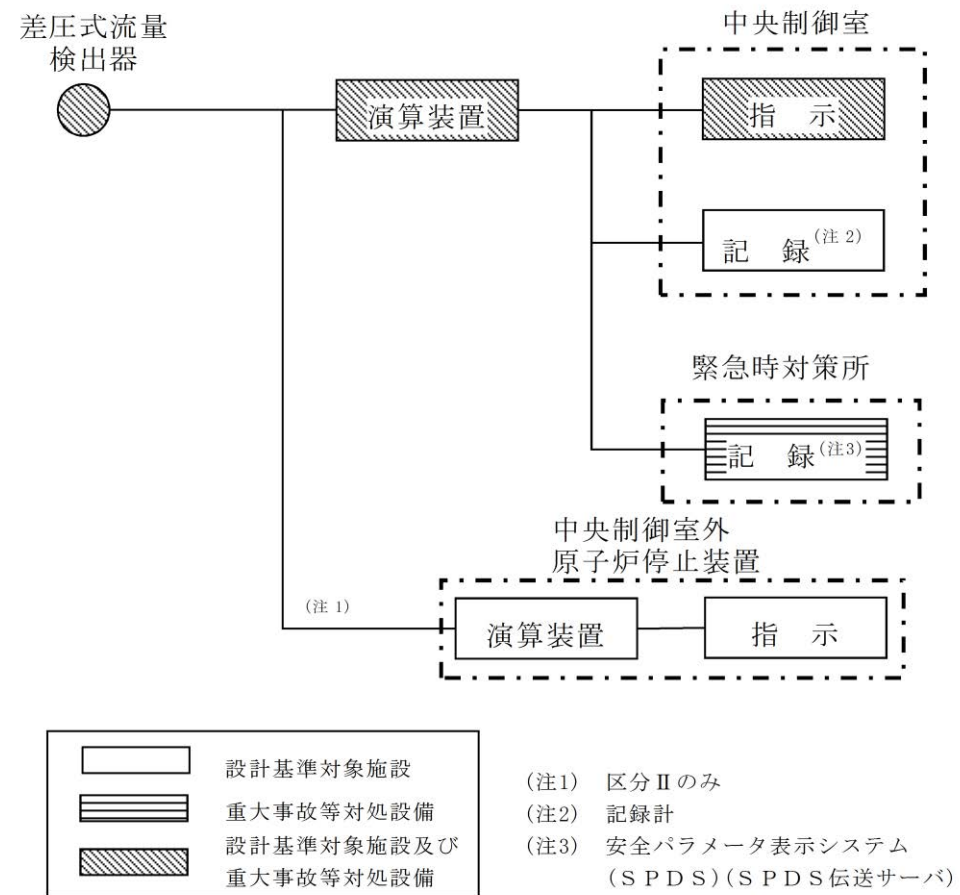 差圧式流量
検出器
中央制御室
演算装置
指　示
記　録(注2)
緊急時対策所
記　録(注3)
中央制御室外
原子炉停止装置
(注1)
演算装置
指　示
設計基準対象施設
重大事故等対処設備
設計基準対象施設及び
重大事故等対処設備
(注1)　区分Ⅱのみ
(注2)　記録計
(注3)　安全パラメータ表示システム
(ＳＰＤＳ)(ＳＰＤＳ伝送サーバ)